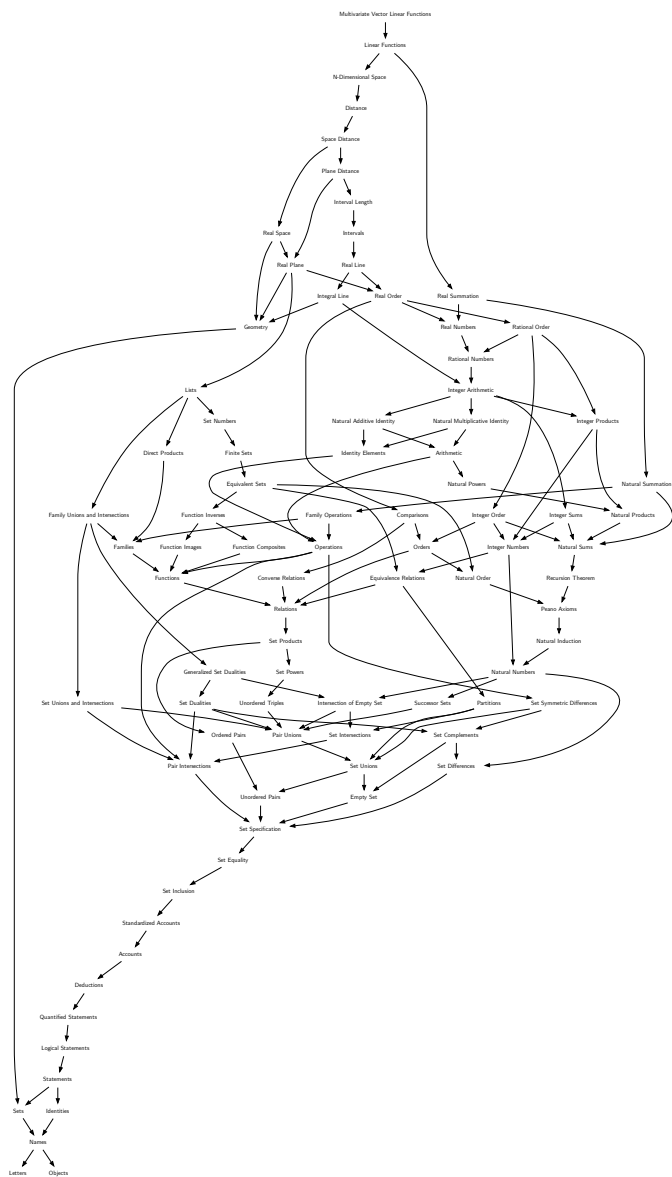 Multivariate Vector Linear Functions
Linear Functions
N-Dimensional Space
Distance
Space Distance
Plane Distance
Interval Length
Real Space Intervals
Real Plane Real Line
Integral Line Real Order Real Summation
Geometry Real Numbers Rational Order
Rational Numbers
Lists Integer Arithmetic
Set Numbers Natural Additive Identity Natural Multiplicative Identity Integer Products
Direct Products Finite Sets Identity Elements Arithmetic
Equivalent Sets Natural Powers Natural Summation
Family Unions and Intersections Function Inverses Family Operations Comparisons Integer Order Integer Sums Natural Products
Families Function Images Function Composites Operations Orders Integer Numbers Natural Sums
Functions Converse Relations Equivalence Relations Natural Order Recursion Theorem
Relations Peano Axioms
Set Products Natural Induction
Generalized Set Dualities Set Powers Natural Numbers
Set Unions and Intersections Set Dualities Unordered Triples Intersection of Empty Set Successor Sets Partitions Set Symmetric Differences
Ordered Pairs Pair Unions Set Intersections Set Complements
Pair Intersections Set Unions Set Differences
Unordered Pairs Empty Set
Set Specification
Set Equality
Set Inclusion
Standardized Accounts
Accounts
Deductions
Quantified Statements
Logical Statements
Statements
Sets Identities
Names
Letters Objects